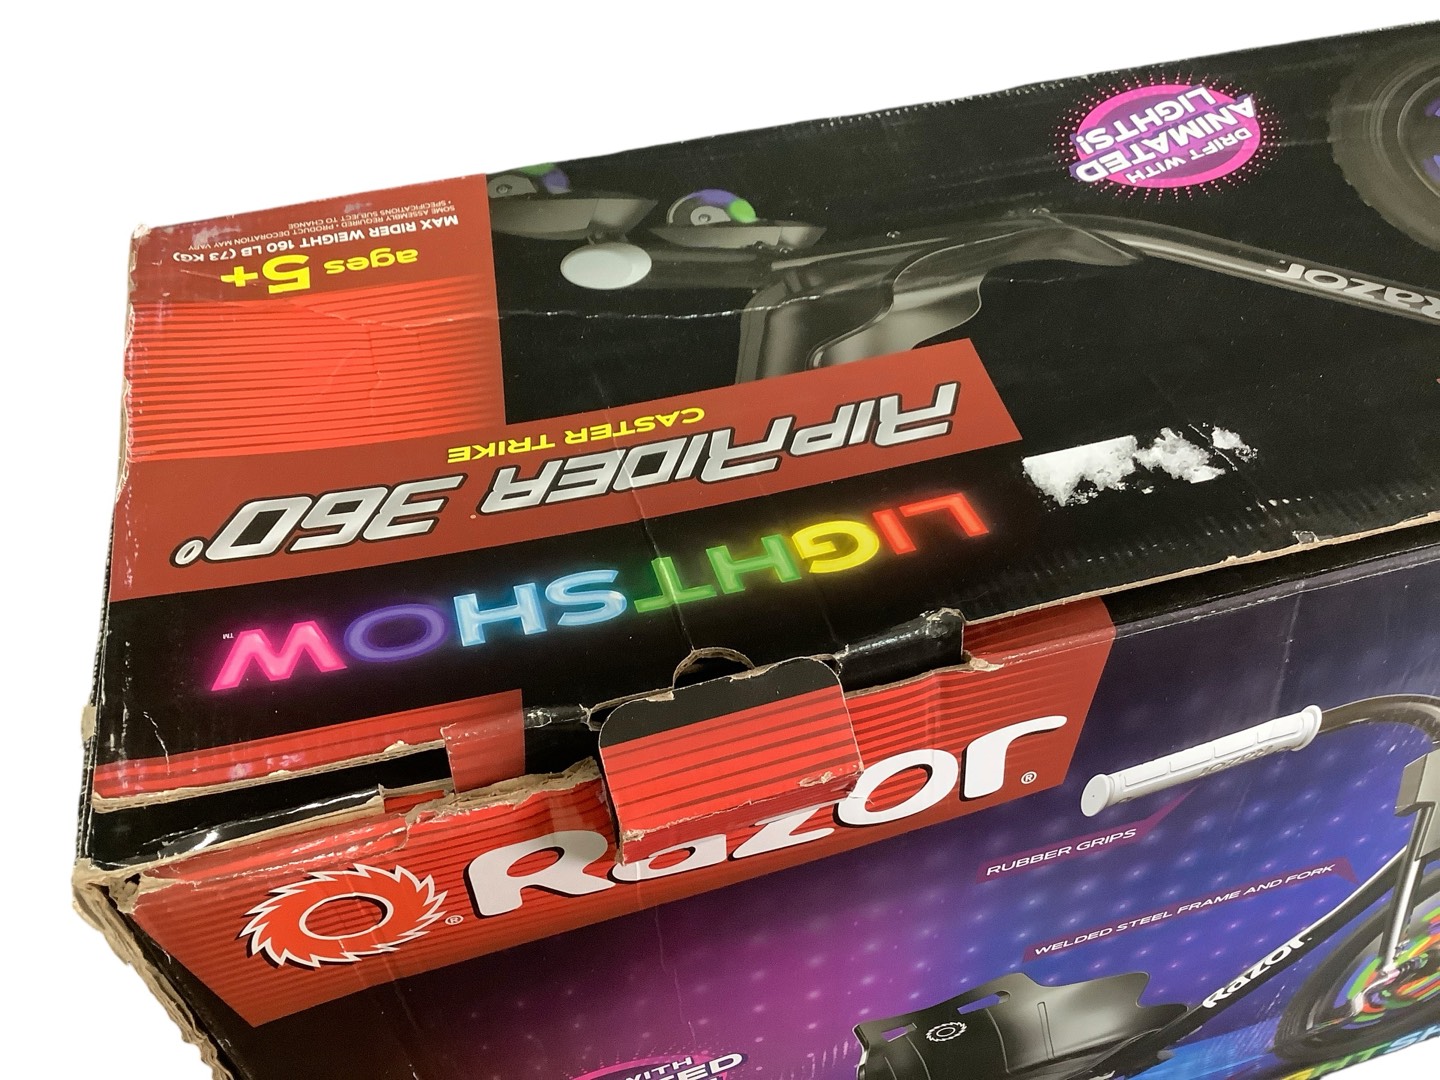 DRIFT WITH
ANIMATED
LIGHTS!
Razor
ages 5+
MAX RIDER WEIGHT 160 LB (73 KG)
SOME ASSEMBLY REQUIRED • PRODUCT DECORATION MAY VARY
• SPECIFICATIONS SUBJECT TO CHANGE
RIPRIDER 360°
CASTER TRIKE
LIGHTSHOW™
®Razor®
RUBBER GRIPS
WELDED STEEL FRAME AND FORK
Razor
WITH